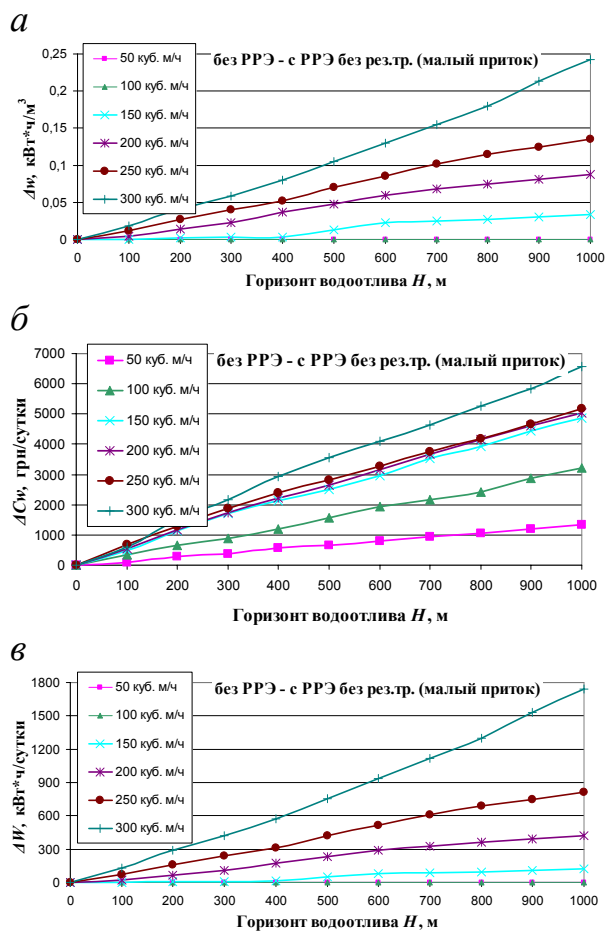 а
без РРЭ - с РРЭ без рез.тр. (малый приток)
Δw, кВт*ч/м³
0,25
0,2
0,15
0,1
0,05
0
50 куб. м/ч
100 куб. м/ч
150 куб. м/ч
200 куб. м/ч
250 куб. м/ч
300 куб. м/ч
0 100 200 300 400 500 600 700 800 900 1000
Горизонт водоотлива H, м
б
без РРЭ - с РРЭ без рез.тр. (малый приток)
ΔCw, грн/сутки
7000
6000
5000
4000
3000
2000
1000
0
50 куб. м/ч
100 куб. м/ч
150 куб. м/ч
200 куб. м/ч
250 куб. м/ч
300 куб. м/ч
0 100 200 300 400 500 600 700 800 900 1000
Горизонт водоотлива H, м
в
без РРЭ - с РРЭ без рез.тр. (малый приток)
ΔW, кВт*ч/сутки
1800
1500
1200
900
600
300
0
50 куб. м/ч
100 куб. м/ч
150 куб. м/ч
200 куб. м/ч
250 куб. м/ч
300 куб. м/ч
0 100 200 300 400 500 600 700 800 900 1000
Горизонт водоотлива H, м